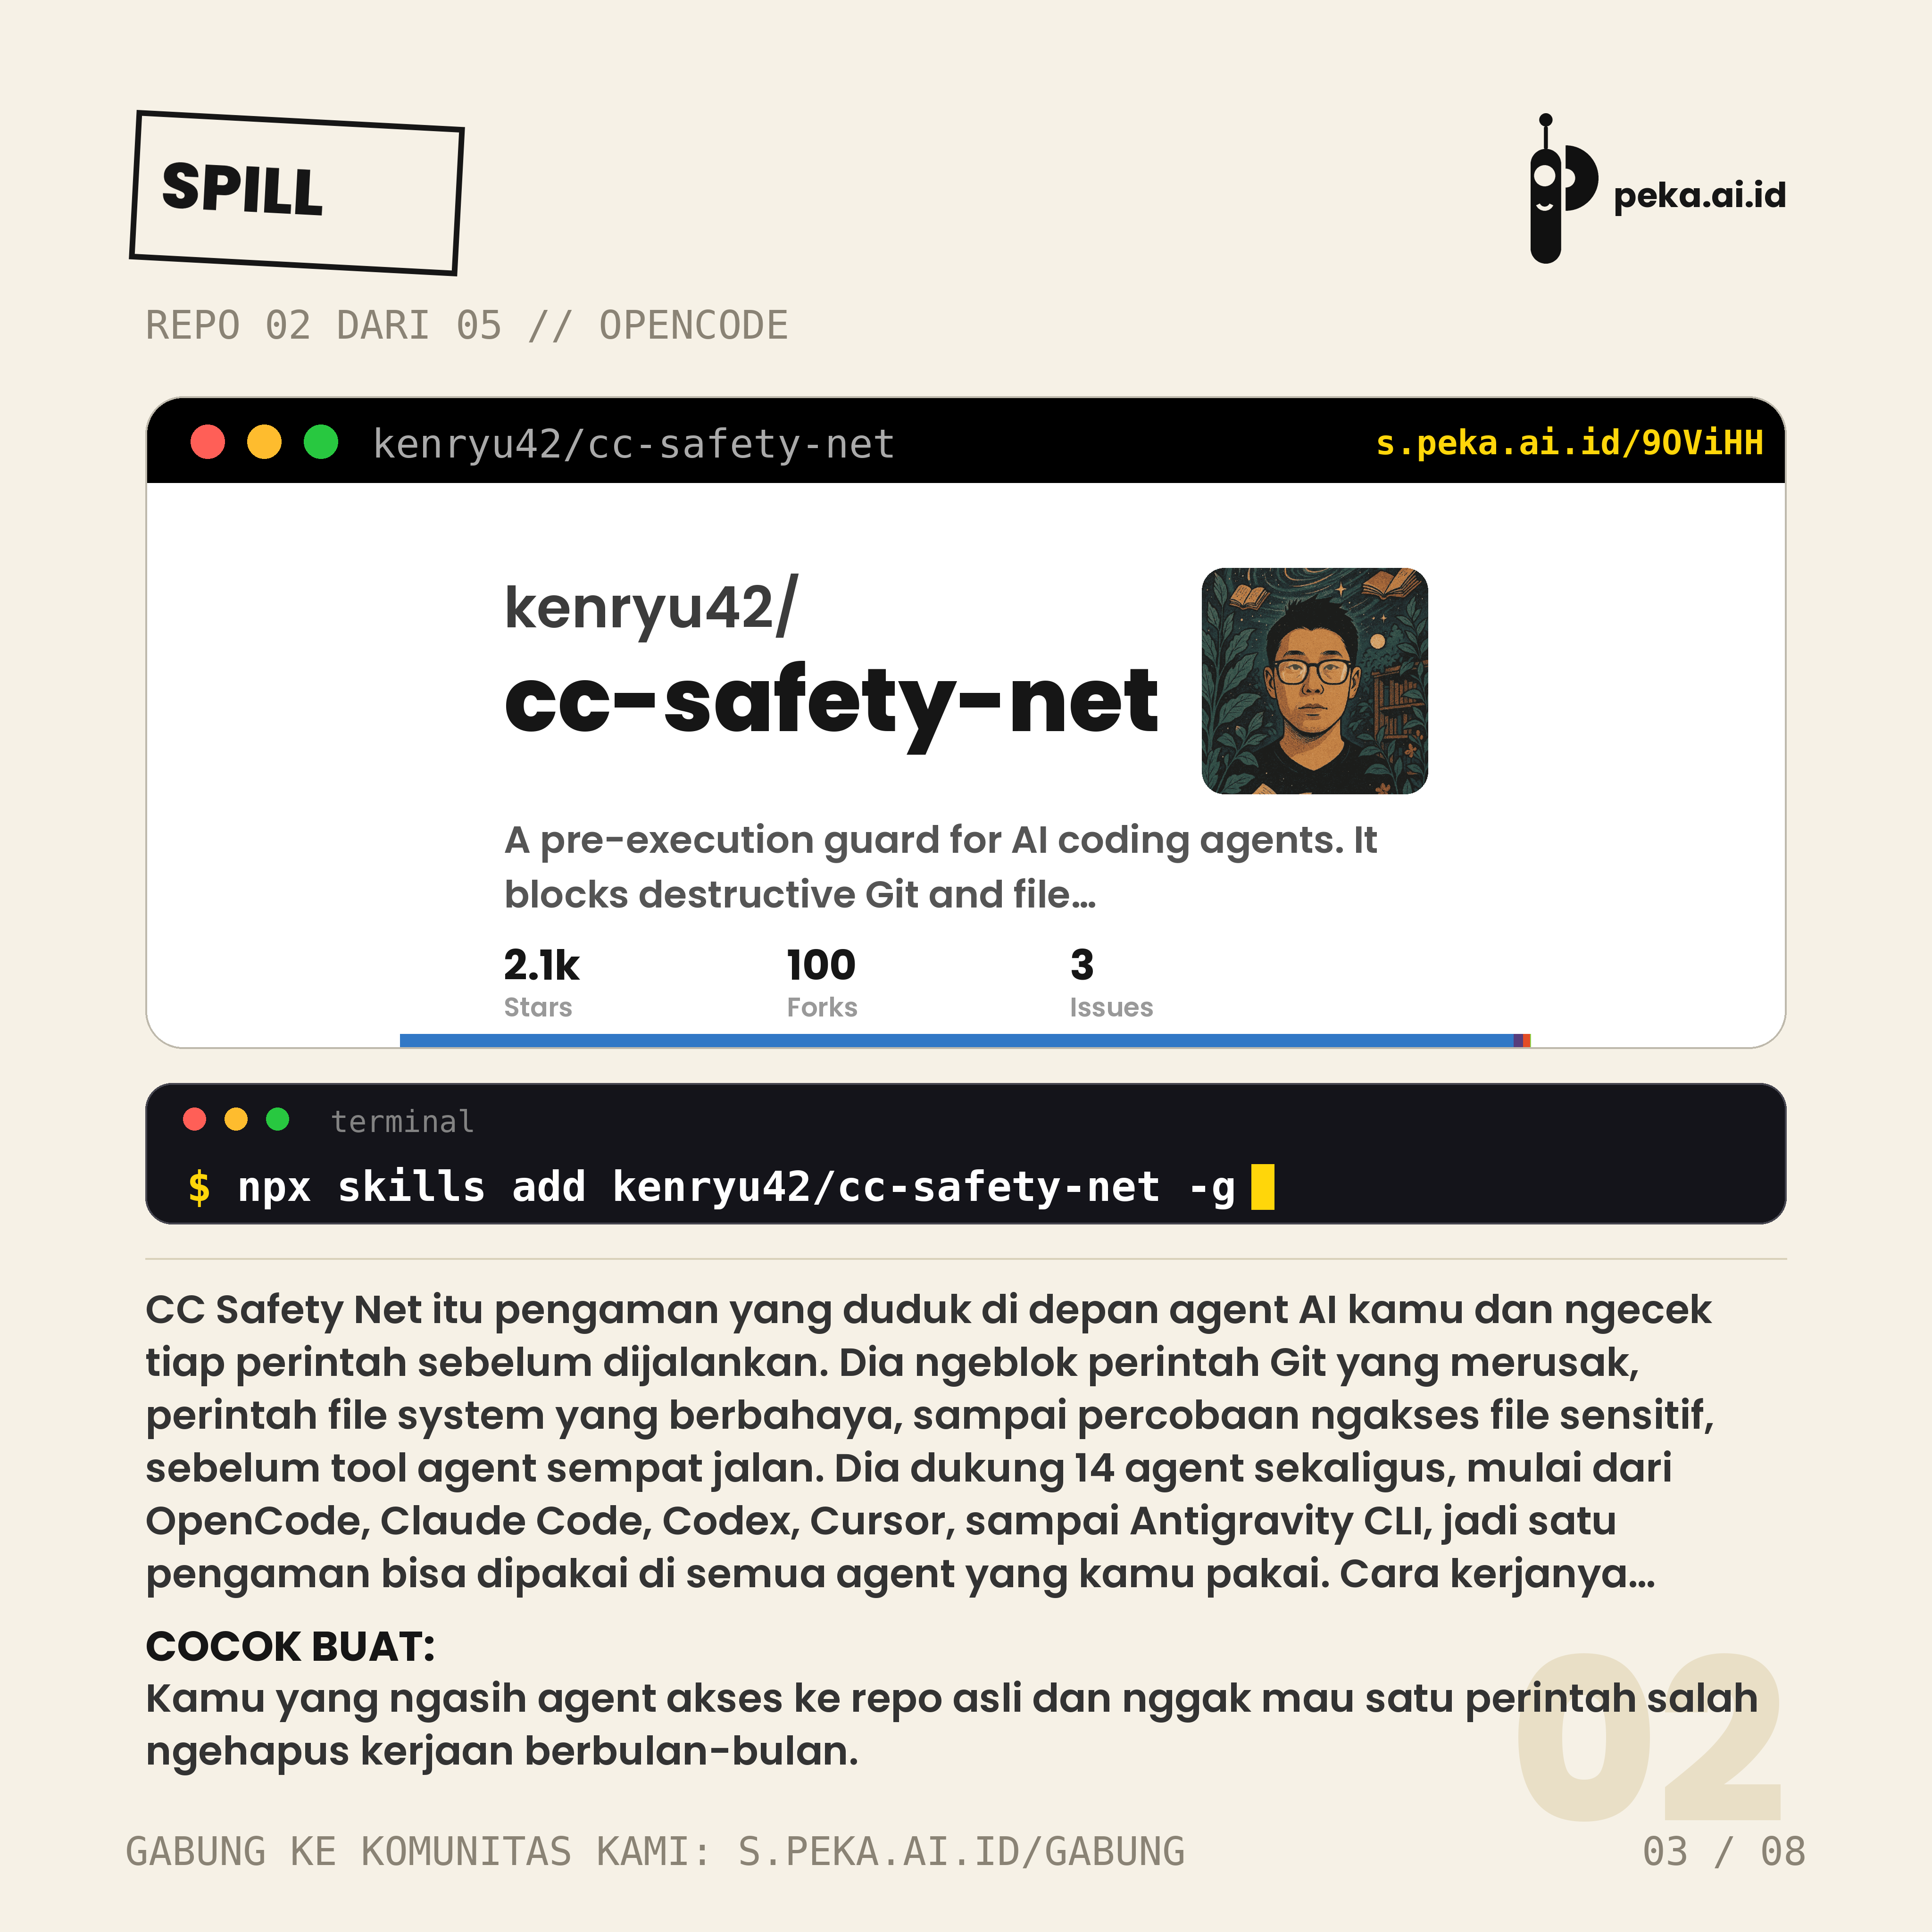 SPILL
peka.ai.id
REPO 02 DARI 05 // OPENCODE
kenryu42/cc-safety-net
s.peka.ai.id/9OViHH
kenryu42/
cc-safety-net
A pre-execution guard for AI coding agents. It
blocks destructive Git and file...
2.1k
Stars
100
Forks
3
Issues
terminal
$ npx skills add kenryu42/cc-safety-net -g
CC Safety Net itu pengaman yang duduk di depan agent AI kamu dan ngecek
tiap perintah sebelum dijalankan. Dia ngeblok perintah Git yang merusak,
perintah file system yang berbahaya, sampai percobaan ngakses file sensitif,
sebelum tool agent sempat jalan. Dia dukung 14 agent sekaligus, mulai dari
OpenCode, Claude Code, Codex, Cursor, sampai Antigravity CLI, jadi satu
pengaman bisa dipakai di semua agent yang kamu pakai. Cara kerjanya...
COCOK BUAT:
Kamu yang ngasih agent akses ke repo asli dan nggak mau satu perintah salah
ngehapus kerjaan berbulan-bulan.
02
GABUNG KE KOMUNITAS KAMI: S.PEKA.AI.ID/GABUNG
03 / 08